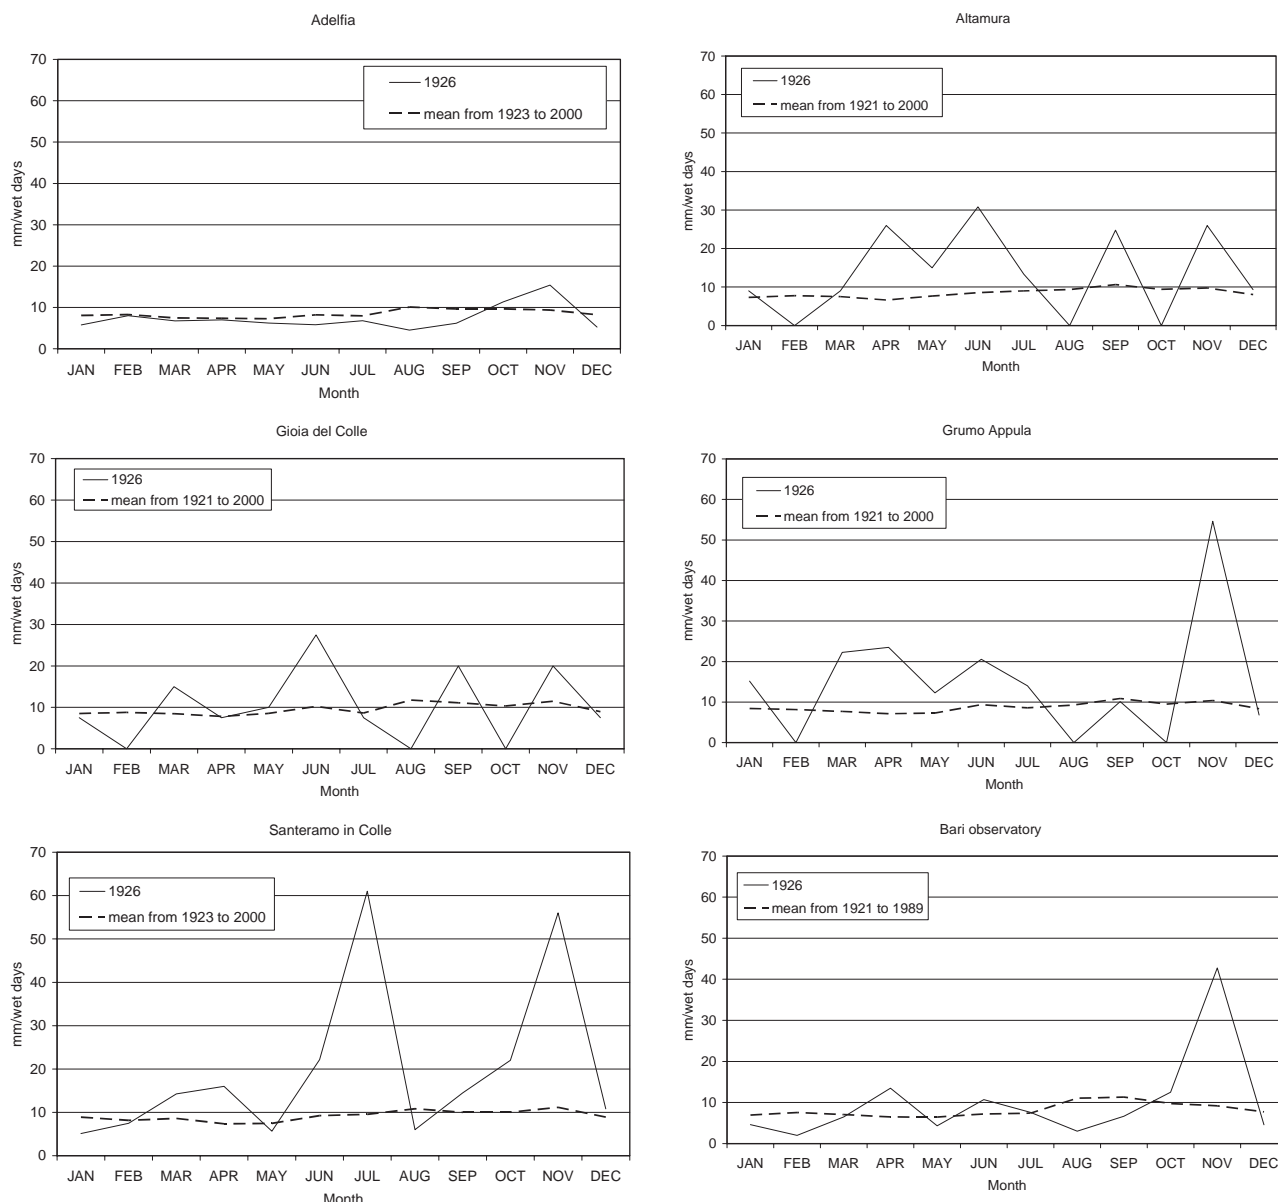 Adelfia
70
60
50
40
30
20
10
0
mm/wet days
1926
mean from 1923 to 2000
JAN FEB MAR APR MAY JUN JUL AUG SEP OCT NOV DEC
Month
Altamura
70
60
50
40
30
20
10
0
mm/wet days
1926
mean from 1921 to 2000
JAN FEB MAR APR MAY JUN JUL AUG SEP OCT NOV DEC
Month
Gioia del Colle
70
60
50
40
30
20
10
0
mm/wet days
1926
mean from 1921 to 2000
JAN FEB MAR APR MAY JUN JUL AUG SEP OCT NOV DEC
Month
Grumo Appula
70
60
50
40
30
20
10
0
mm/wet days
1926
mean from 1921 to 2000
JAN FEB MAR APR MAY JUN JUL AUG SEP OCT NOV DEC
Month
Santeramo in Colle
70
60
50
40
30
20
10
0
mm/wet days
1926
mean from 1923 to 2000
JAN FEB MAR APR MAY JUN JUL AUG SEP OCT NOV DEC
Month
Bari observatory
70
60
50
40
30
20
10
0
mm/wet days
1926
mean from 1921 to 1989
JAN FEB MAR APR MAY JUN JUL AUG SEP OCT NOV DEC
Month